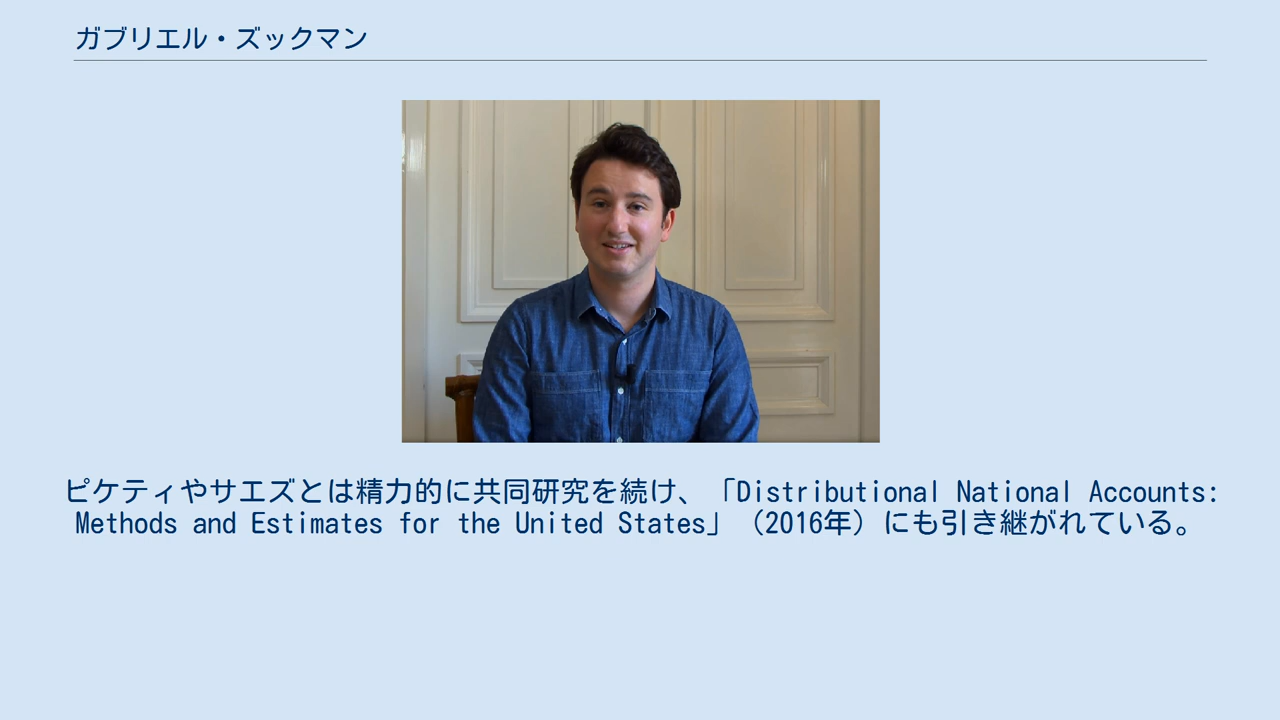 ガブリエル・ズックマン
ピケティやサエズとは精力的に共同研究を続け、「Distributional National Accounts:
Methods and Estimates for the United States」（2016年）にも引き継がれている。